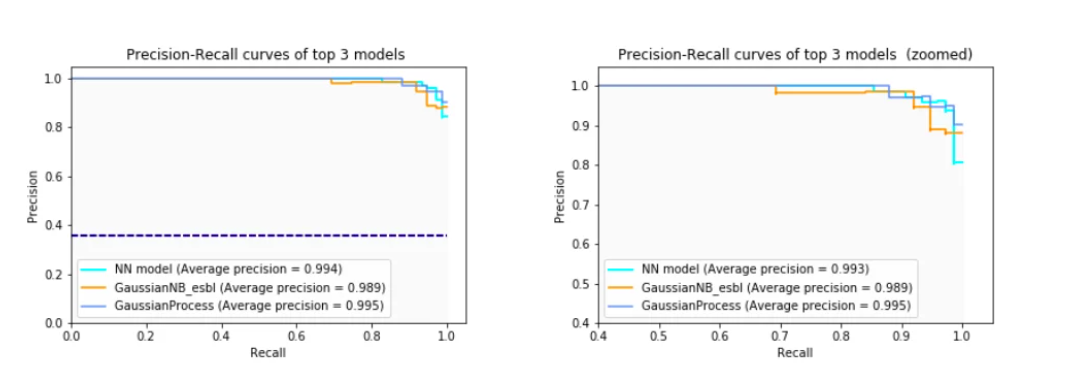 Precision-Recall curves of top 3 models
1.0
0.8
0.6
0.4
0.2
0.0
Precision
NN model (Average precision = 0.994)
GaussianNB_esbl (Average precision = 0.989)
GaussianProcess (Average precision = 0.995)
0.0 0.2 0.4 0.6 0.8 1.0
Recall
Precision-Recall curves of top 3 models (zoomed)
1.0
0.9
0.8
0.7
0.6
0.5
0.4
Precision
NN model (Average precision = 0.993)
GaussianNB_esbl (Average precision = 0.989)
GaussianProcess (Average precision = 0.995)
0.4 0.5 0.6 0.7 0.8 0.9 1.0
Recall